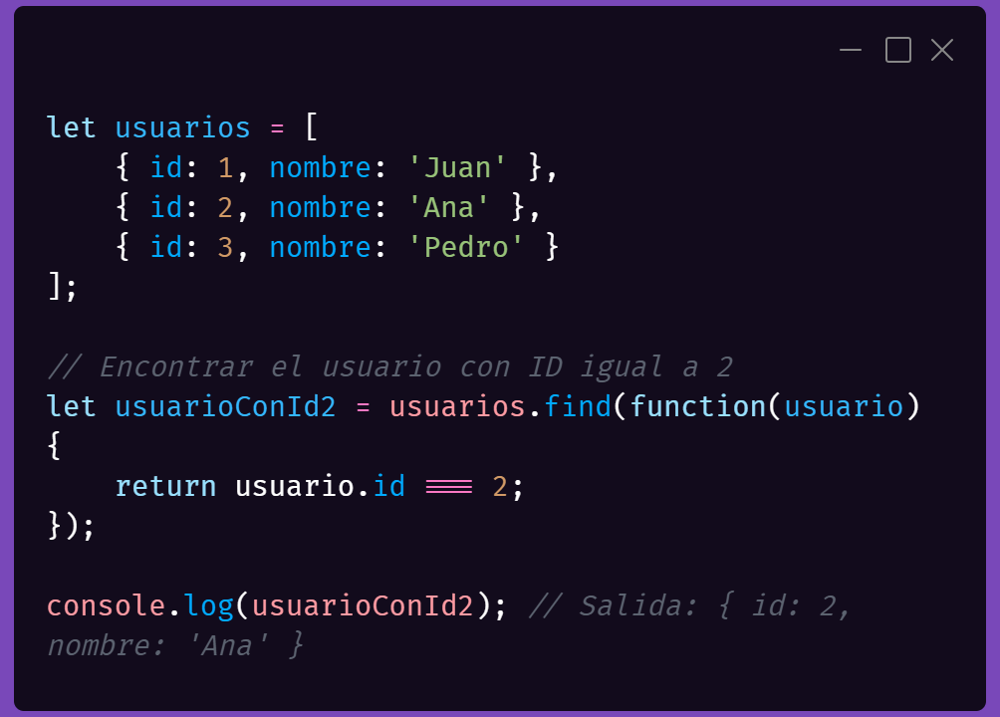 let usuarios = [
    { id: 1, nombre: 'Juan' },
    { id: 2, nombre: 'Ana' },
    { id: 3, nombre: 'Pedro' }
];

// Encontrar el usuario con ID igual a 2
let usuarioConId2 = usuarios.find(function(usuario)
{
    return usuario.id === 2;
});

console.log(usuarioConId2); // Salida: { id: 2,
nombre: 'Ana' }